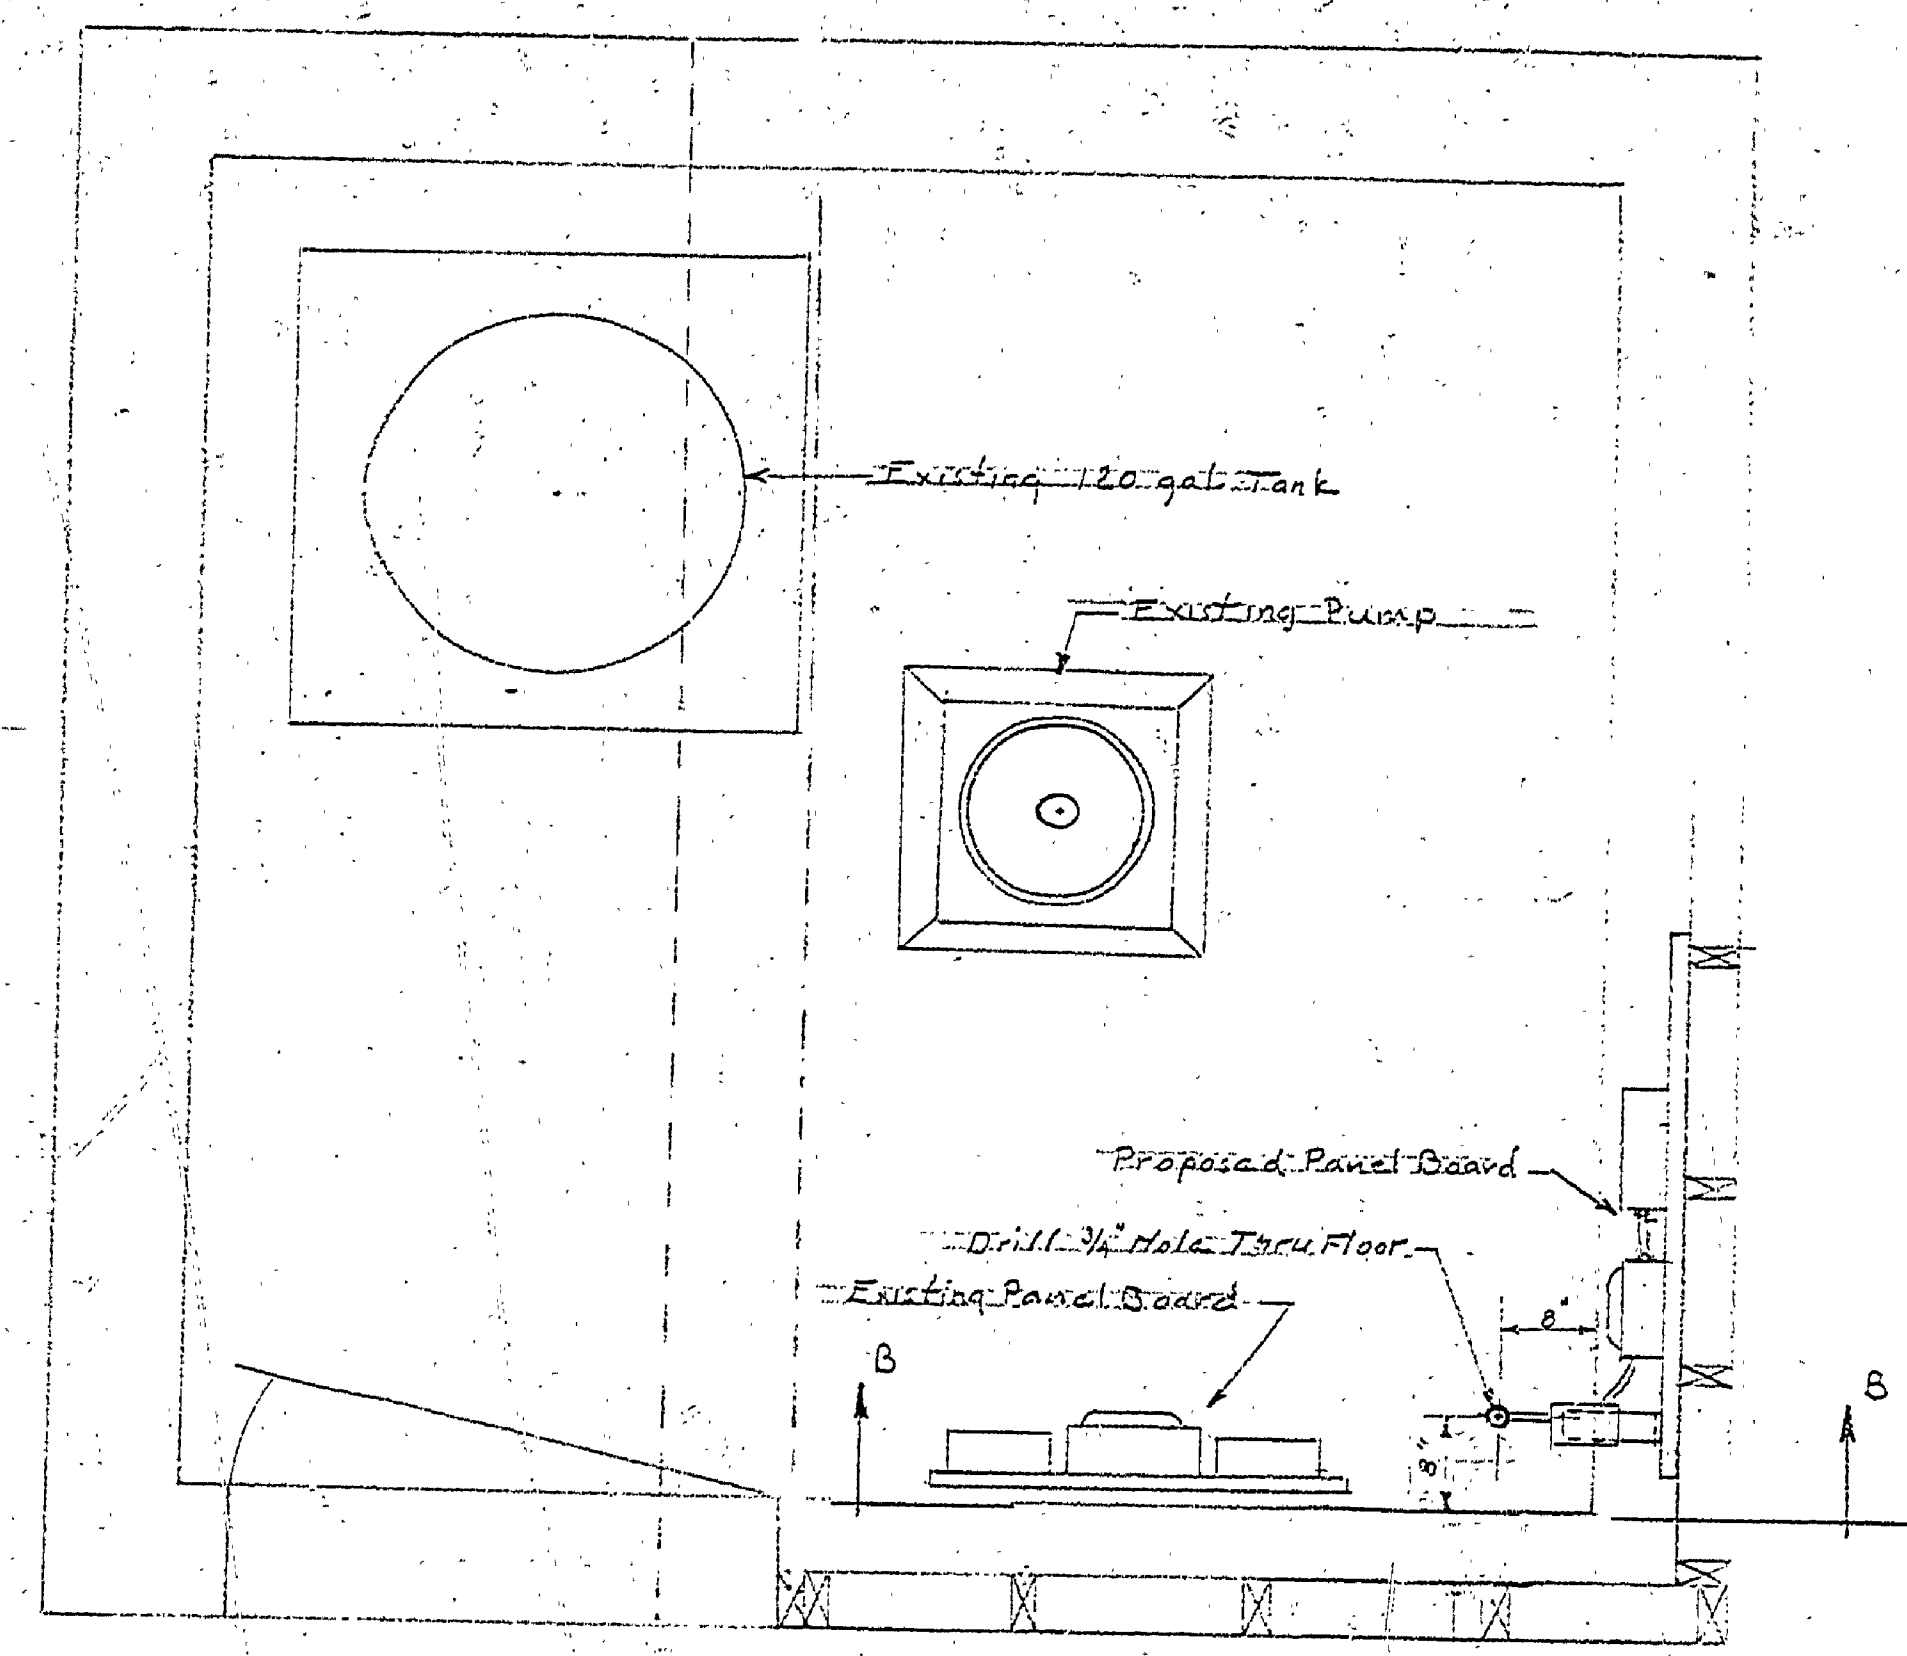 Existing 120 gal. Tank
Existing Pump
Proposed Panel Board
Drill 3/4" Hole Thru Floor
Existing Panel Board
8"
B
B
8"